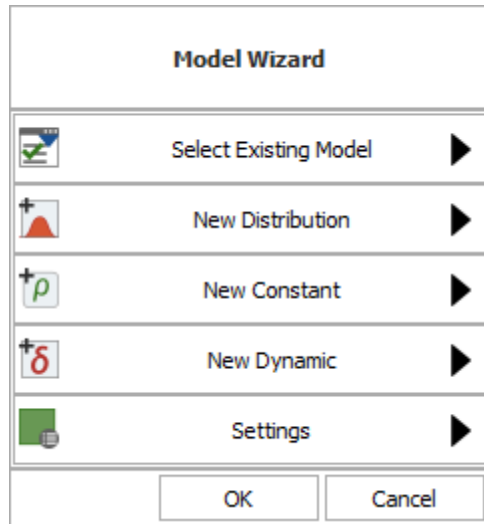 Model Wizard
Select Existing Model
New Distribution
ρ New Constant
δ New Dynamic
Settings
OK Cancel